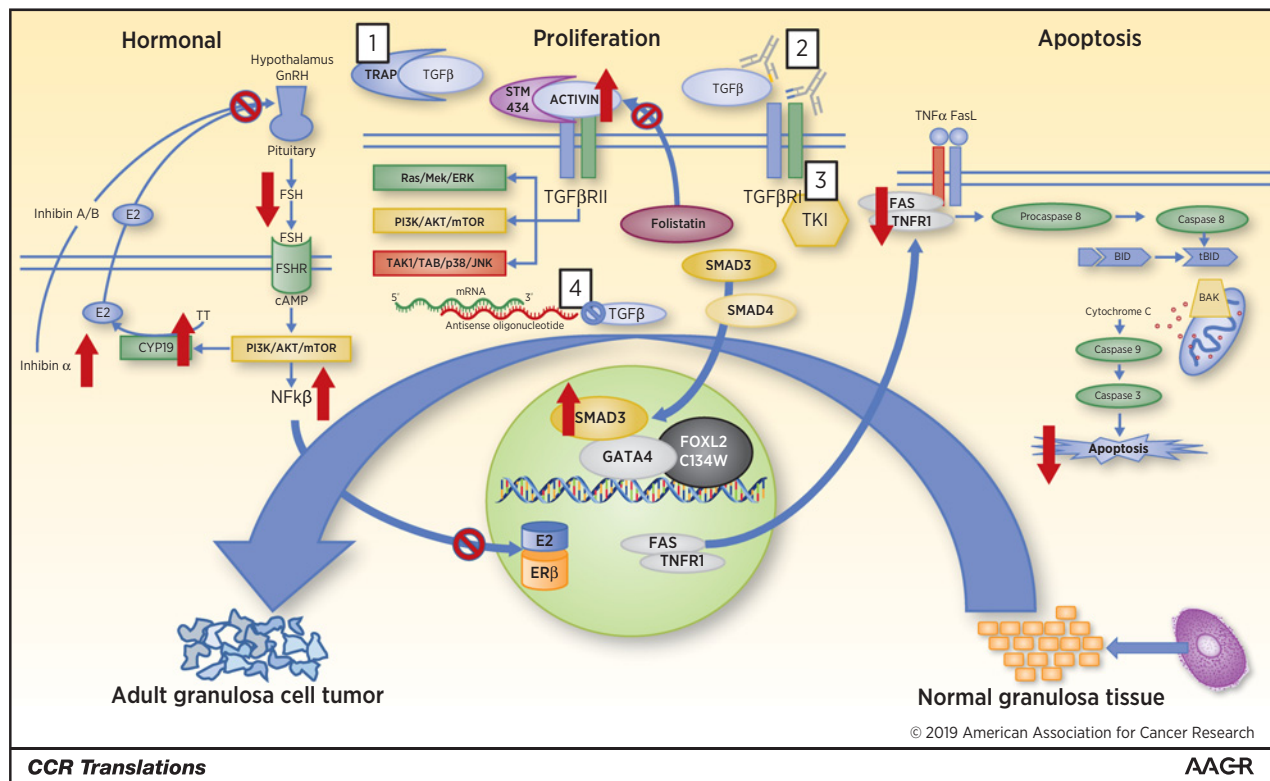 Hormonal
Proliferation
Apoptosis
Hypothalamus
GnRH
Pituitary
FSH
FSH
FSHR
cAMP
Inhibin A/B
E2
E2
TT
CYP19
PI3K/AKT/mTOR
Inhibin α
NFkβ
1
TRAP
TGFβ
STM
434
ACTIVIN
Ras/Mek/ERK
PI3K/AKT/mTOR
TAK1/TAB/p38/JNK
TGFβRII
Folistatin
2
TGFβ
TGFβRI
3
TKI
SMAD3
SMAD4
mRNA
5′
3′
Antisense oligonucleotide
4
TGFβ
SMAD3
GATA4
FOXL2
C134W
E2
ERβ
FAS
TNFR1
TNFα FasL
FAS
TNFR1
Procaspase 8
Caspase 8
BID
tBID
BAK
Cytochrome C
Caspase 9
Caspase 3
Apoptosis
Adult granulosa cell tumor
Normal granulosa tissue
© 2019 American Association for Cancer Research
CCR Translations
AACR